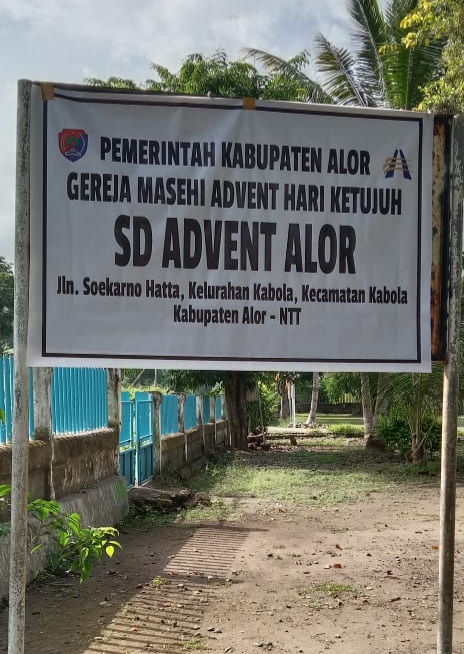 PEMERINTAH KABUPATEN ALOR
GEREJA MASEHI ADVENT HARI KETUJUH
SD ADVENT ALOR
Jln. Soekarno Hatta, Kelurahan Kabola, Kecamatan Kabola
Kabupaten Alor - NTT